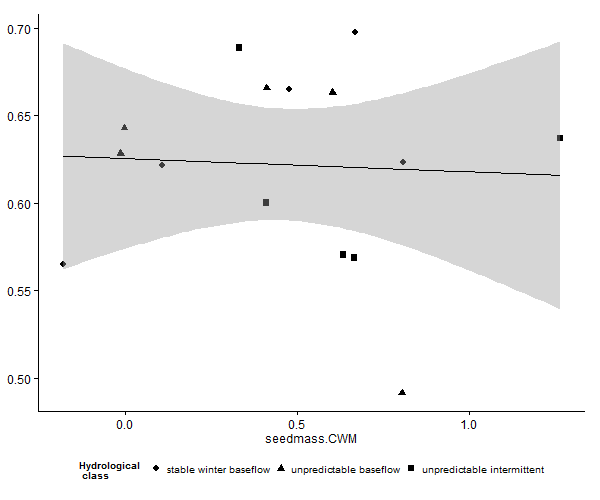 0.70
0.65
0.60
0.55
0.50
0.0 0.5 1.0
seedmass.CWM
Hydrological
class
stable winter baseflow unpredictable baseflow unpredictable intermittent